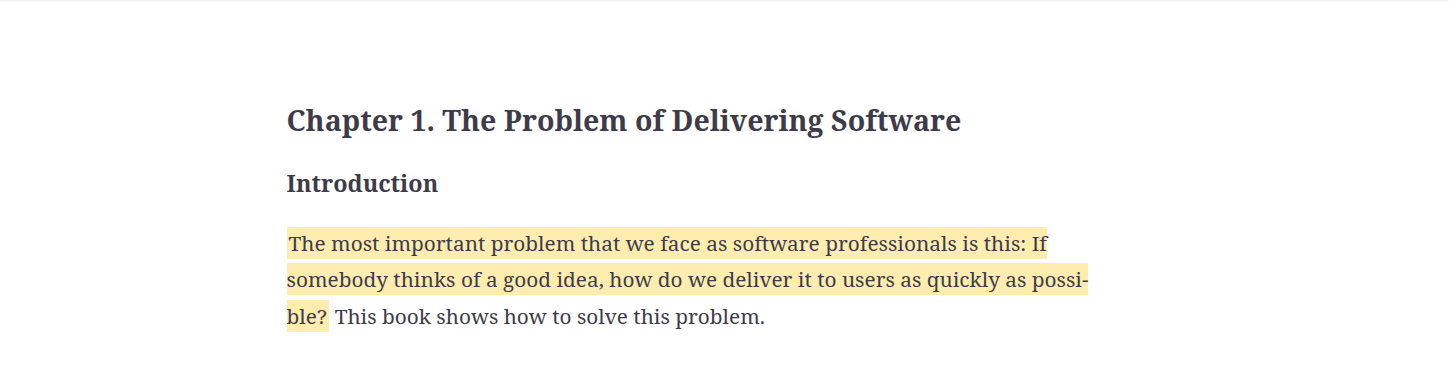 Chapter 1. The Problem of Delivering Software
Introduction
The most important problem that we face as software professionals is this: If
somebody thinks of a good idea, how do we deliver it to users as quickly as possi-
ble? This book shows how to solve this problem.